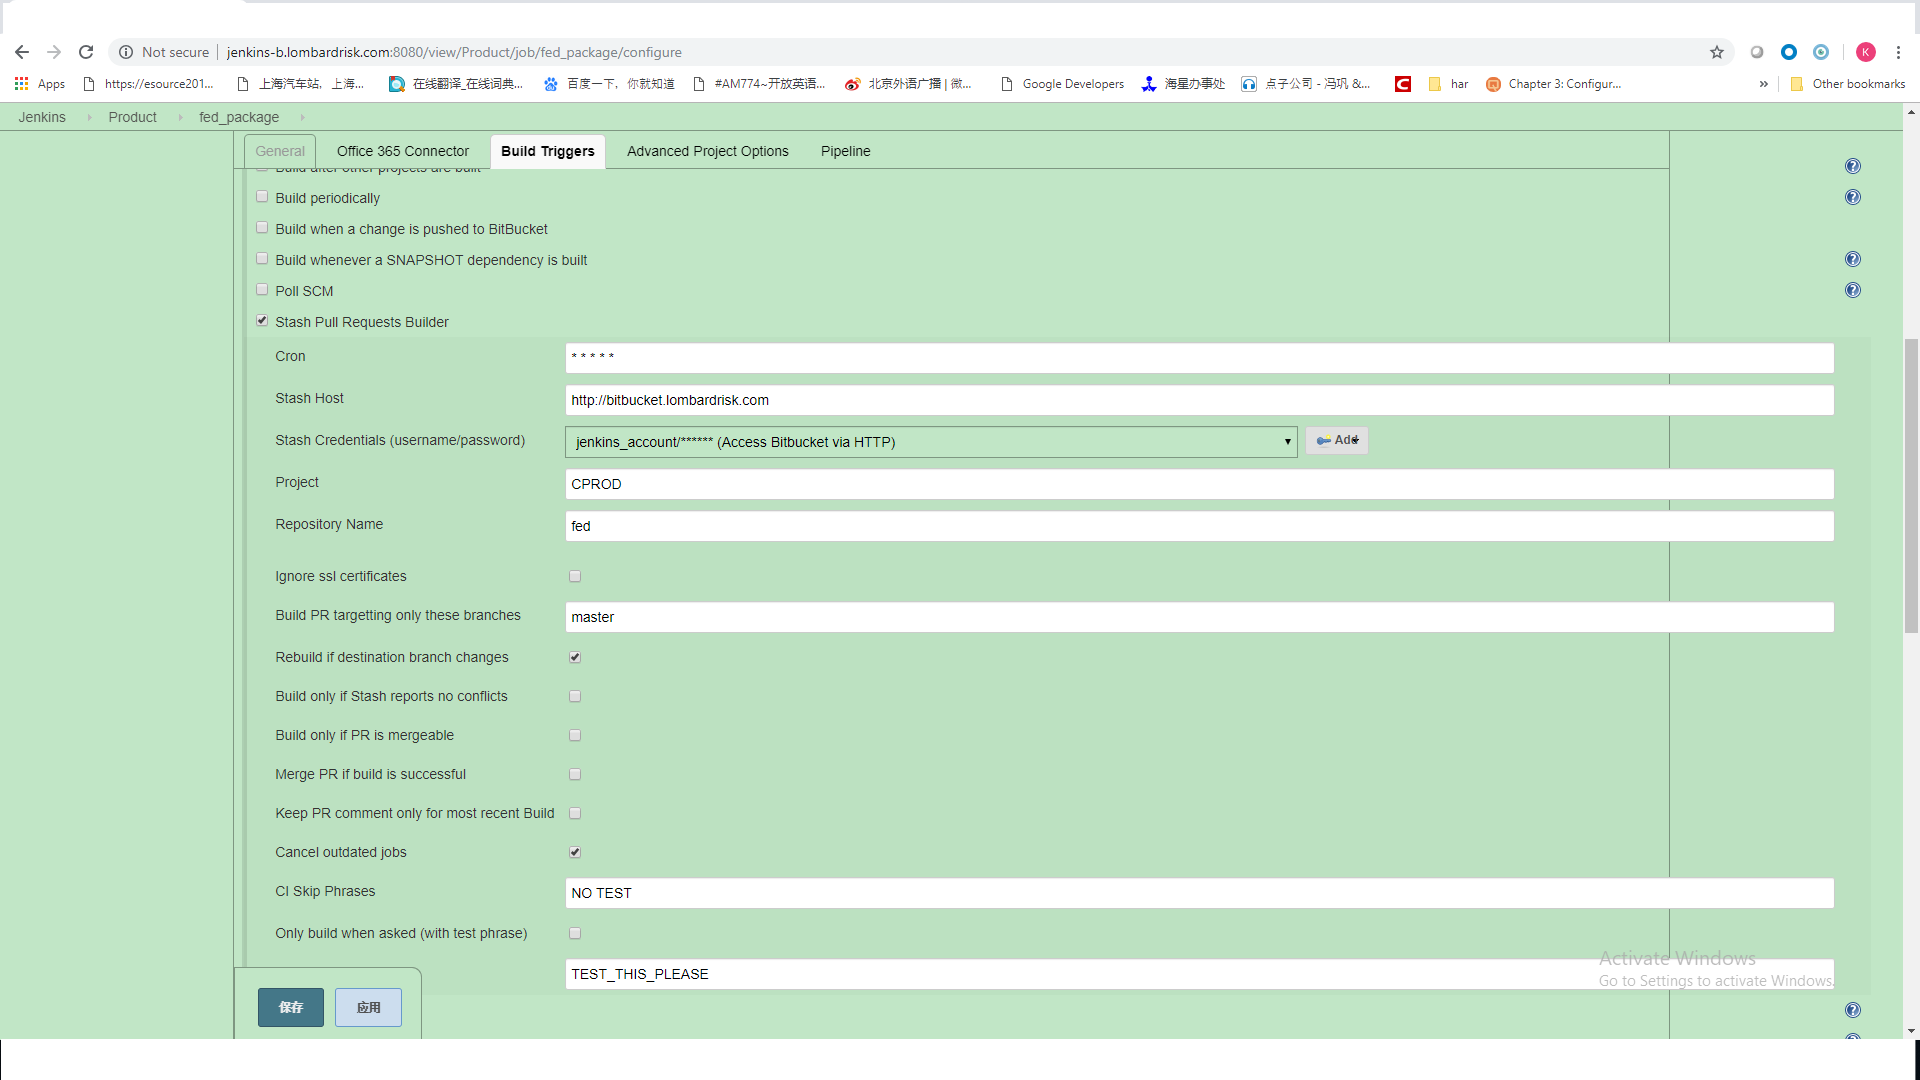 Not secure | jenkins-b.lombardrisk.com:8080/view/Product/job/fed_package/configure
K
Apps https://esource201... 上海汽车站，上海... 在线翻译_在线词典... 百度一下，你就知道 #AM774~开放英语... 北京外语广播 | 微... Google Developers 海星办事处 点子公司 - 冯巩 &... har Chapter 3: Configur... » Other bookmarks
Jenkins Product fed_package
General Office 365 Connector Build Triggers Advanced Project Options Pipeline
Build after other projects are built
Build periodically
Build when a change is pushed to BitBucket
Build whenever a SNAPSHOT dependency is built
Poll SCM
Stash Pull Requests Builder
Cron * * * * *
Stash Host http://bitbucket.lombardrisk.com
Stash Credentials (username/password) jenkins_account/****** (Access Bitbucket via HTTP) Add
Project CPROD
Repository Name fed
Ignore ssl certificates
Build PR targetting only these branches master
Rebuild if destination branch changes
Build only if Stash reports no conflicts
Build only if PR is mergeable
Merge PR if build is successful
Keep PR comment only for most recent Build
Cancel outdated jobs
CI Skip Phrases NO TEST
Only build when asked (with test phrase)
TEST_THIS_PLEASE
Activate Windows
Go to Settings to activate Windows.
保存 应用